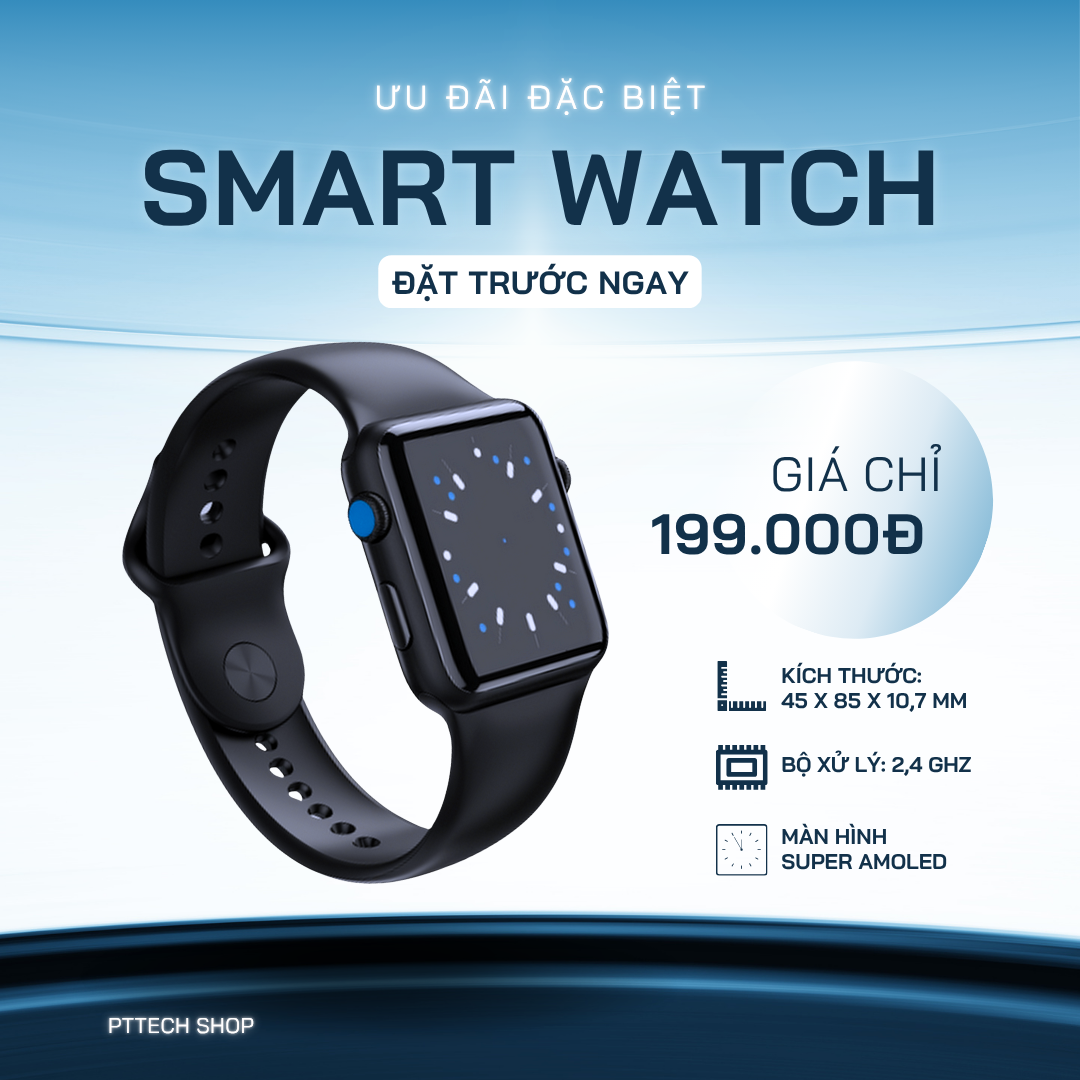 ƯU ĐÃI ĐẶC BIỆT
SMART WATCH
ĐẶT TRƯỚC NGAY
GIÁ CHỈ
199.000Đ
KÍCH THƯỚC:
45 X 85 X 10,7 MM
BỘ XỬ LÝ: 2,4 GHZ
MÀN HÌNH
SUPER AMOLED
PTTECH SHOP